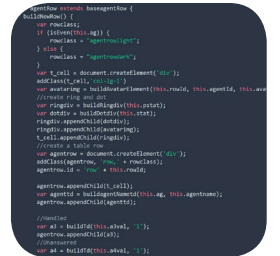 agentRow extends baseagentRow {
buildNewRow() {
var rowclass;
if (isEven(this.ag)) {
rowclass = "agentrowlight";
} else {
rowclass = "agentrowdark";
}
var t_cell = document.createElement('div');
addClass(t_cell,'col-lg-1')
var avatarimg = buildAvatarElement(this.rowId, this.agentId, this.avat
//create ring and dot
var ringdiv = buildRingdiv(this.pstat);
var dotdiv = buildDotdiv(this.stat);
ringdiv.appendChild(dotdiv);
ringdiv.appendChild(avatarimg);
t_cell.appendChild(ringdiv);
//create a table row
var agentrow = document.createElement('div');
addClass(agentrow, 'row,' + rowclass);
agentrow.id = 'row' + this.rowId;
agentrow.appendChild(t_cell);
var agenttd = buildAgentNametd(this.ag, this.agentname);
agentrow.appendChild(agenttd);
//Handled
var a3 = buildTd(this.a3val, '1');
agentrow.appendChild(a3);
//Unanswered
var a4 = buildTd(this.a4val, '1');